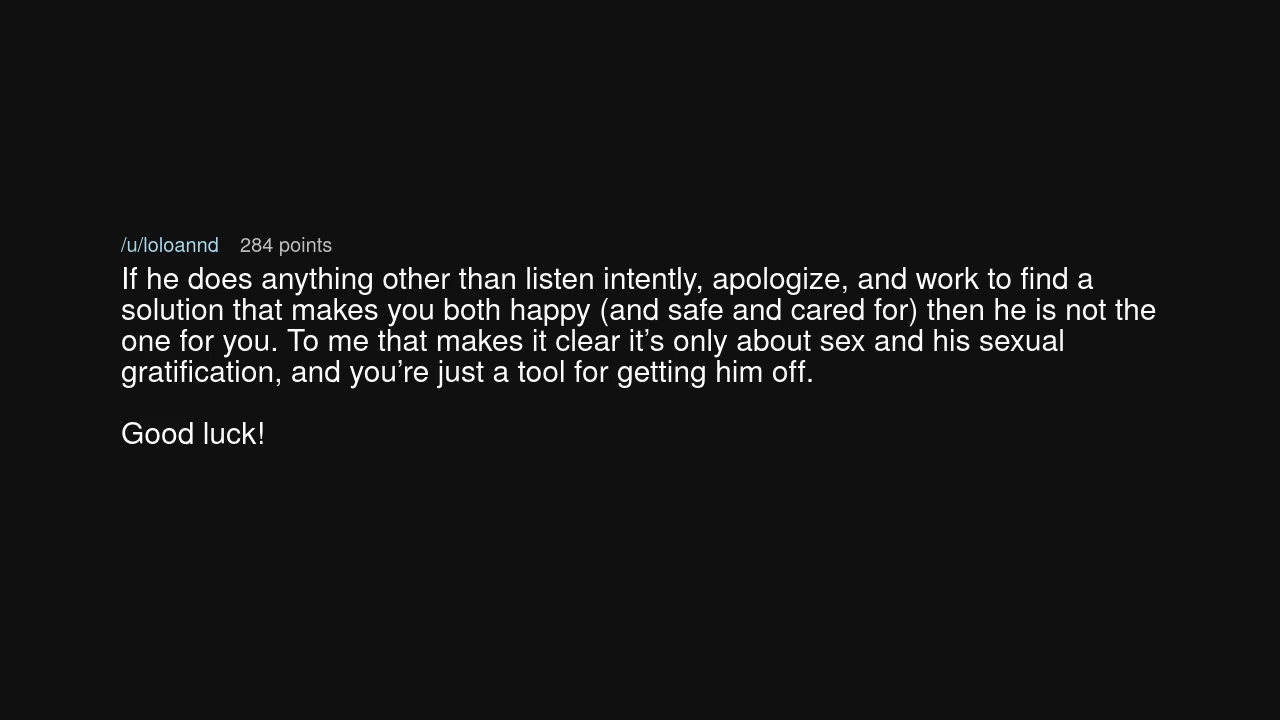 /u/loloannd 284 points
If he does anything other than listen intently, apologize, and work to find a
solution that makes you both happy (and safe and cared for) then he is not the
one for you. To me that makes it clear it’s only about sex and his sexual
gratification, and you’re just a tool for getting him off.
Good luck!